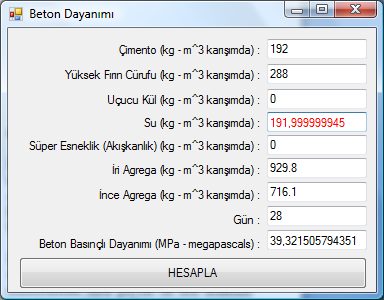 Beton Dayanımı
Çimento (kg - m^3 karışımda) : 192
Yüksek Fırın Cürufu (kg - m^3 karışımda) : 288
Uçucu Kül (kg - m^3 karışımda) : 0
Su (kg - m^3 karışımda) : 191,999999945
Süper Esneklik (Akışkanlık) (kg - m^3 karışımda) : 0
İri Agrega (kg - m^3 karışımda) : 929.8
İnce Agrega (kg - m^3 karışımda) : 716.1
Gün : 28
Beton Basınçlı Dayanımı (MPa - megapascals) : 39,321505794351
HESAPLA